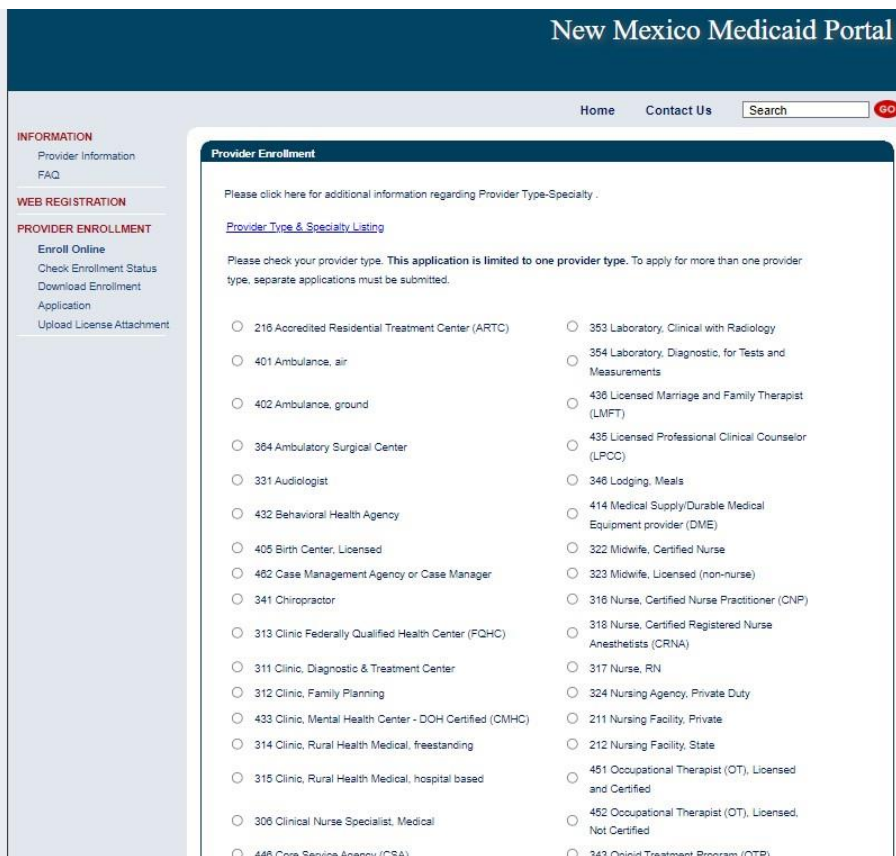 New Mexico Medicaid Portal
Home Contact Us Search GO
INFORMATION
Provider Information
FAQ
WEB REGISTRATION
PROVIDER ENROLLMENT
Enroll Online
Check Enrollment Status
Download Enrollment
Application
Upload License Attachment
Provider Enrollment
Please click here for additional information regarding Provider Type-Specialty .
Provider Type & Specialty Listing
Please check your provider type. This application is limited to one provider type. To apply for more than one provider
type, separate applications must be submitted.
216 Accredited Residential Treatment Center (ARTC)
401 Ambulance, air
402 Ambulance, ground
364 Ambulatory Surgical Center
331 Audiologist
432 Behavioral Health Agency
405 Birth Center, Licensed
462 Case Management Agency or Case Manager
341 Chiropractor
313 Clinic Federally Qualified Health Center (FQHC)
311 Clinic, Diagnostic & Treatment Center
312 Clinic, Family Planning
433 Clinic, Mental Health Center - DOH Certified (CMHC)
314 Clinic, Rural Health Medical, freestanding
315 Clinic, Rural Health Medical, hospital based
306 Clinical Nurse Specialist, Medical
446 Core Service Agency (CSA)
353 Laboratory, Clinical with Radiology
354 Laboratory, Diagnostic, for Tests and
Measurements
436 Licensed Marriage and Family Therapist
(LMFT)
435 Licensed Professional Clinical Counselor
(LPCC)
346 Lodging, Meals
414 Medical Supply/Durable Medical
Equipment provider (DME)
322 Midwife, Certified Nurse
323 Midwife, Licensed (non-nurse)
316 Nurse, Certified Nurse Practitioner (CNP)
318 Nurse, Certified Registered Nurse
Anesthetists (CRNA)
317 Nurse, RN
324 Nursing Agency, Private Duty
211 Nursing Facility, Private
212 Nursing Facility, State
451 Occupational Therapist (OT), Licensed
and Certified
452 Occupational Therapist (OT), Licensed,
Not Certified
343 Opioid Treatment Program (OTP)